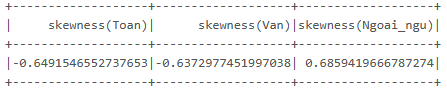 +-------------------+-------------------+------------------+
|     skewness(Toan)|      skewness(Van)|skewness(Ngoai_ngu)|
+-------------------+-------------------+------------------+
|-0.6491546552737653|-0.6372977451997038| 0.6859419666787274|
+-------------------+-------------------+------------------+